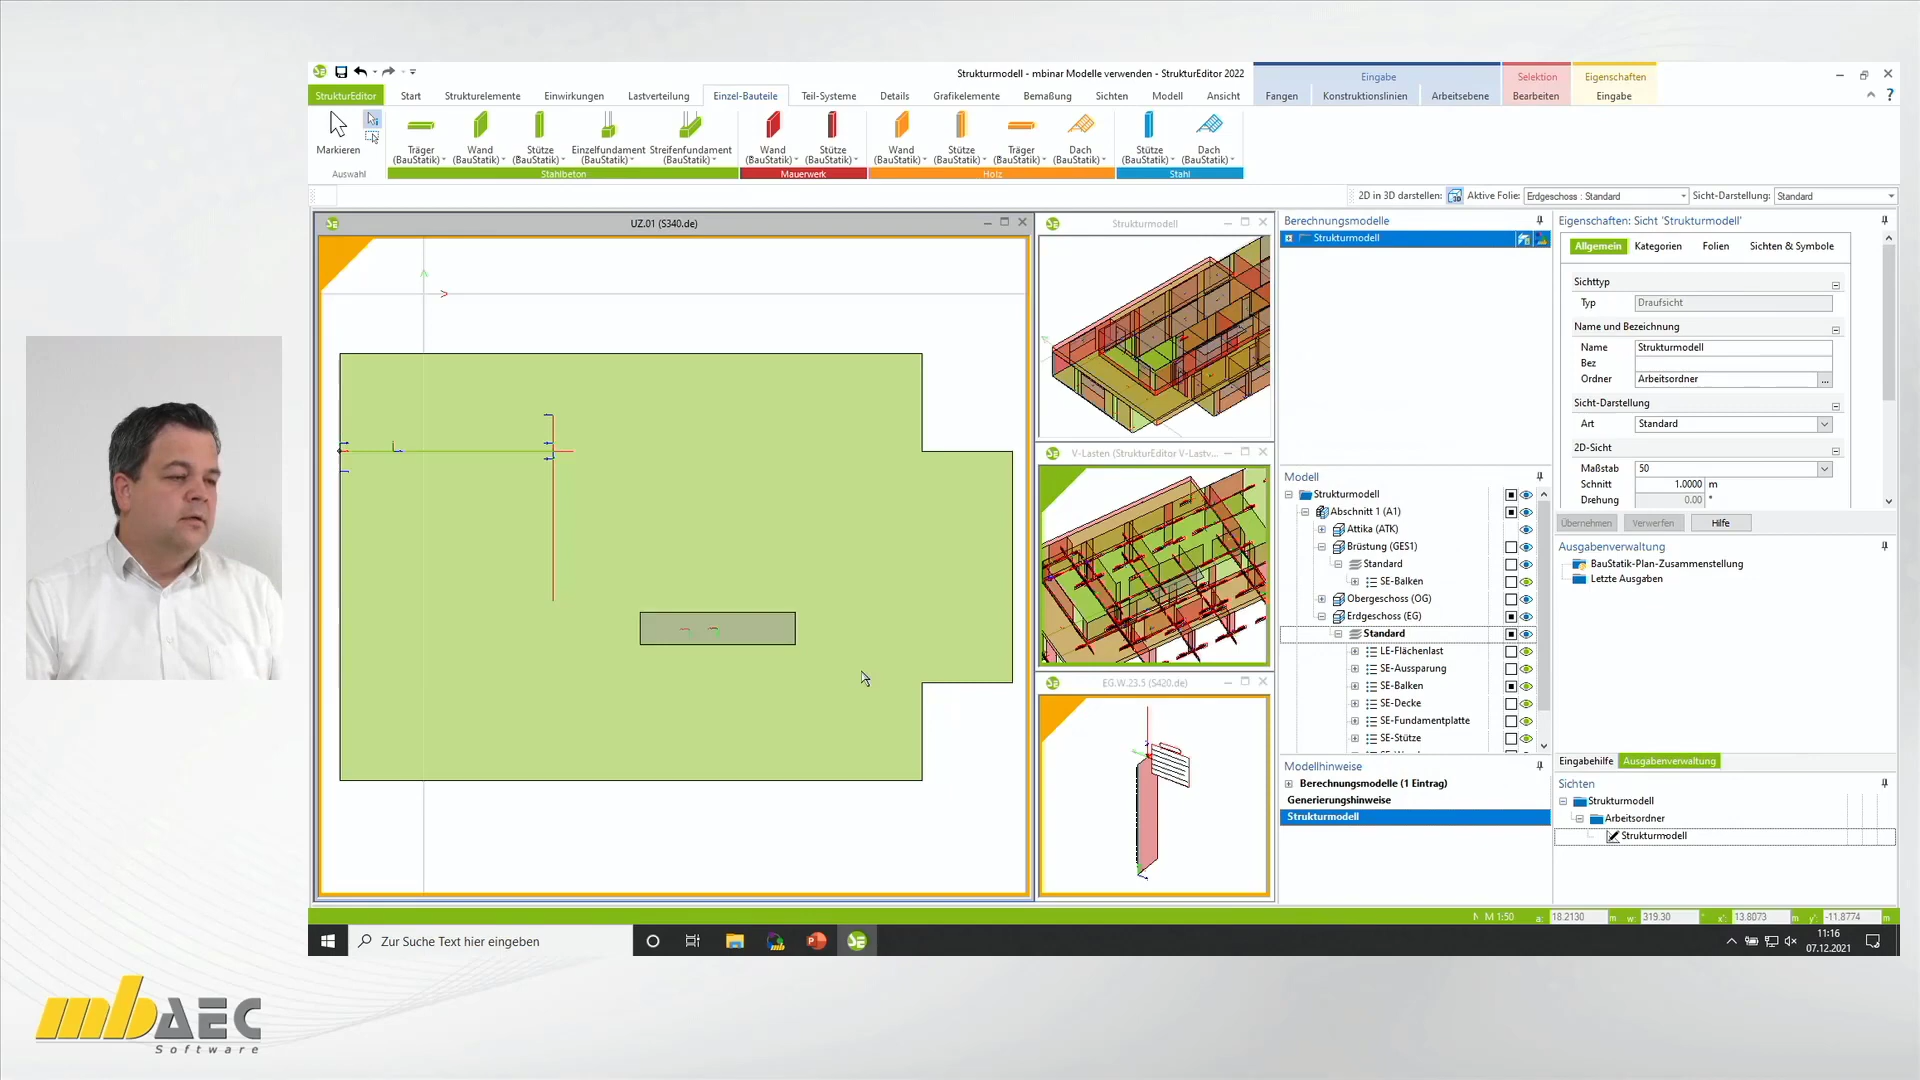 Strukturmodell - mbinar Modelle verwenden - StrukturEditor 2022
Eingabe
Selektion
Eigenschaften
StrukturEditor
Start
Strukturelemente
Einwirkungen
Lastverteilung
Einzel-Bauteile
Teil-Systeme
Details
Grafikelemente
Bemaßung
Sichten
Modell
Ansicht
Fangen
Konstruktionslinien
Arbeitsebene
Bearbeiten
Eingabe
Markieren
Träger
(BauStatik)
Wand
(BauStatik)
Stütze
(BauStatik)
Einzelfundament
(BauStatik)
Streifenfundament
(BauStatik)
Wand
(BauStatik)
Stütze
(BauStatik)
Wand
(BauStatik)
Stütze
(BauStatik)
Träger
(BauStatik)
Dach
(BauStatik)
Stütze
(BauStatik)
Dach
(BauStatik)
Auswahl
Stahlbeton
Mauerwerk
Holz
Stahl
2D in 3D darstellen:
Aktive Folie:
Erdgeschoss : Standard
Sicht-Darstellung:
Standard
UZ.01 (S340.de)
Strukturmodell
V-Lasten (StrukturEditor V-Lastv...
EG.W.23.5 (S420.de)
Berechnungsmodelle
Strukturmodell
Modell
Strukturmodell
Abschnitt 1 (A1)
Attika (ATK)
Brüstung (GES1)
Standard
SE-Balken
Obergeschoss (OG)
Erdgeschoss (EG)
Standard
LE-Flächenlast
SE-Aussparung
SE-Balken
SE-Decke
SE-Fundamentplatte
SE-Stütze
Modellhinweise
Berechnungsmodelle (1 Eintrag)
Generierungshinweise
Strukturmodell
Eigenschaften: Sicht 'Strukturmodell'
Allgemein
Kategorien
Folien
Sichten & Symbole
Sichttyp
Typ
Draufsicht
Name und Bezeichnung
Name
Strukturmodell
Bez
Ordner
Arbeitsordner
...
Sicht-Darstellung
Art
Standard
2D-Sicht
Maßstab
50
Schnitt
1.0000 m
Drehung
0.00 °
Übernehmen
Verwerfen
Hilfe
Ausgabenverwaltung
BauStatik-Plan-Zusammenstellung
Letzte Ausgaben
Eingabehilfe
Ausgabenverwaltung
Sichten
Strukturmodell
Arbeitsordner
Strukturmodell
N M 1:50 a: 18.2130 m w: 319.30 ° x': 13.8073 m y': -11.8774 m
Zur Suche Text hier eingeben
11:16
07.12.2021
mb AEC
Software